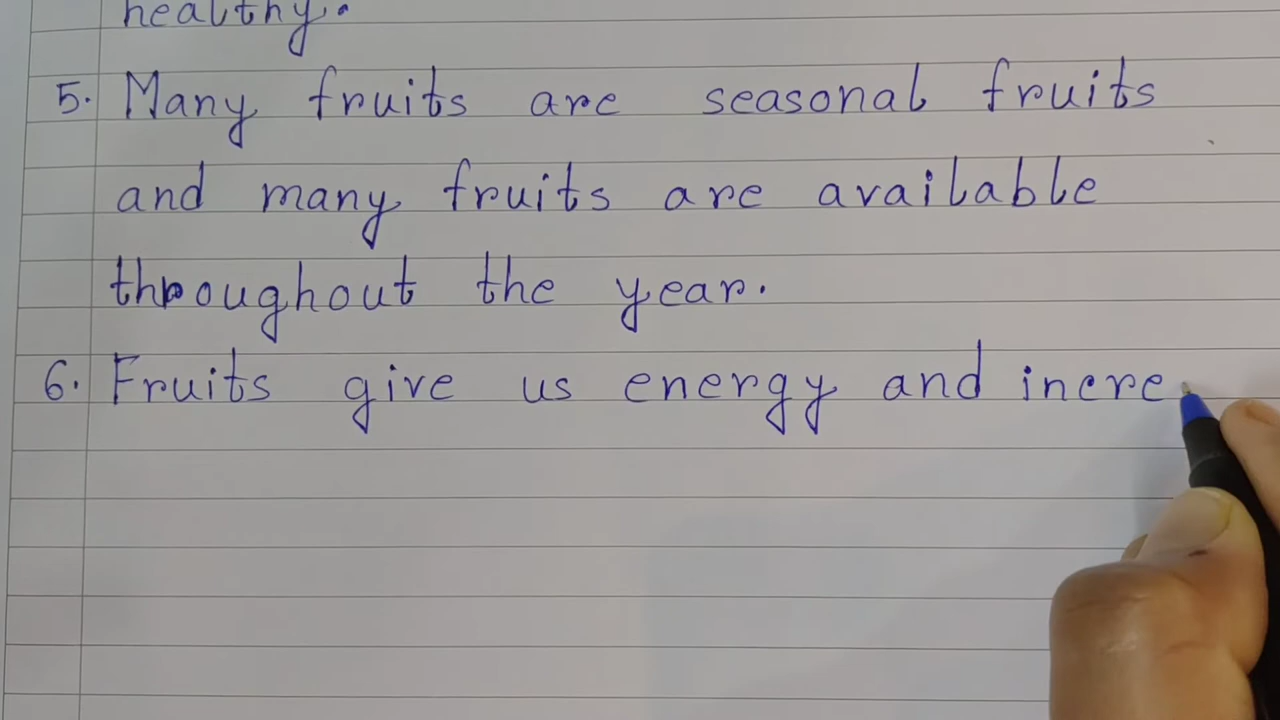 healthy.
5. Many fruits are seasonal fruits
and many fruits are available
throughout the year.
6. Fruits give us energy and incre